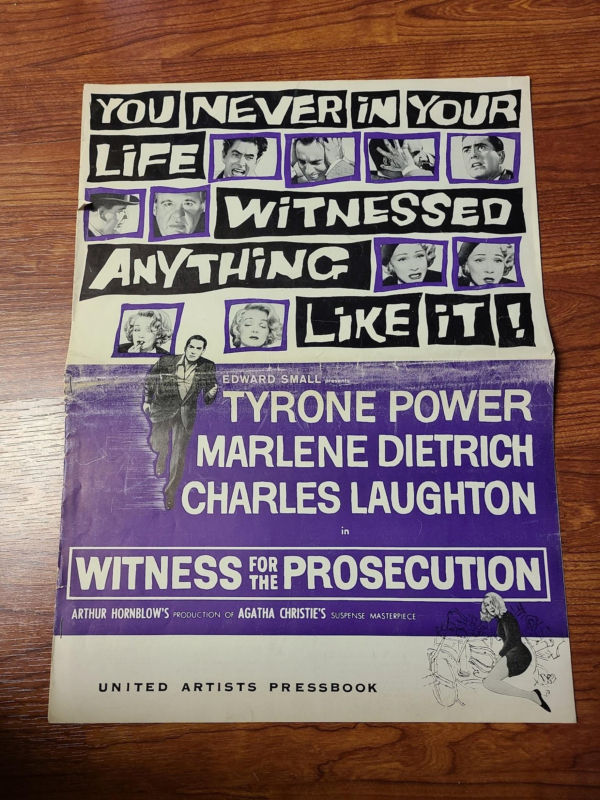 YOU NEVER IN YOUR
LIFE
WITNESSED
ANYTHING
LIKE IT!
EDWARD SMALL presents
TYRONE POWER
MARLENE DIETRICH
CHARLES LAUGHTON
in
WITNESS FOR THE PROSECUTION
ARTHUR HORNBLOW'S PRODUCTION OF AGATHA CHRISTIE'S SUSPENSE MASTERPIECE
UNITED ARTISTS PRESSBOOK